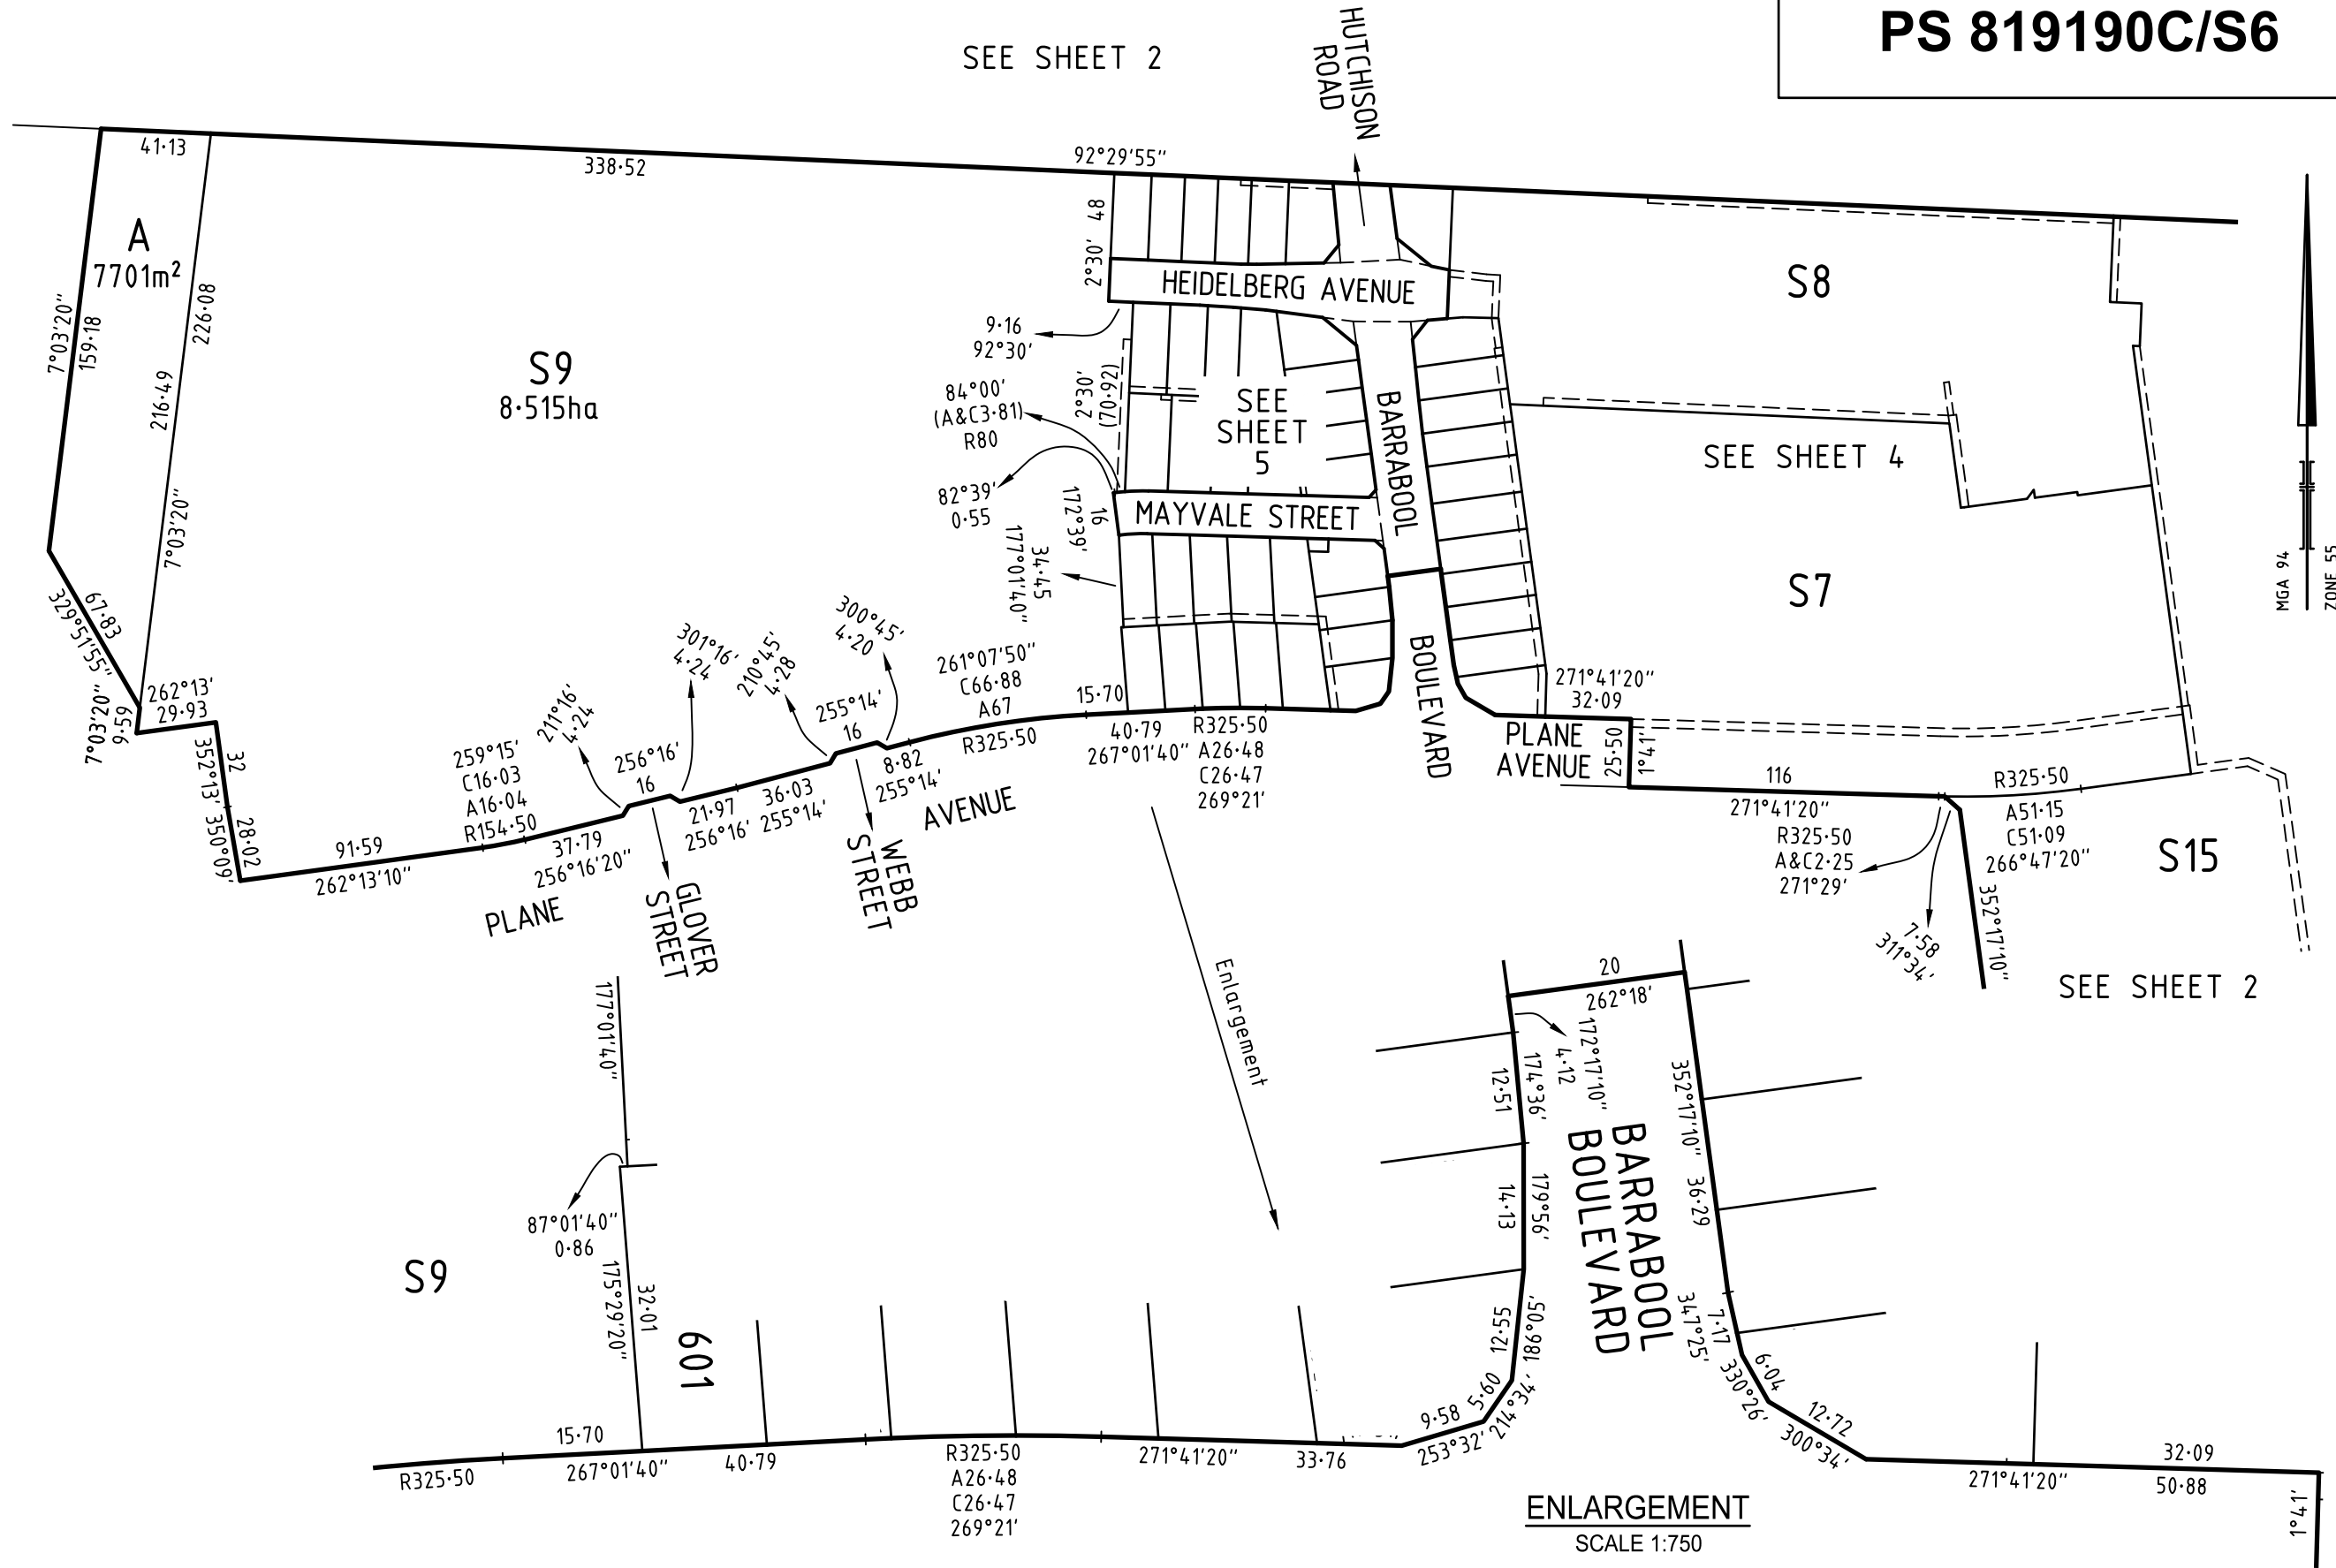 PS 819190C/S6
SEE SHEET 2
HUTCHISON
ROAD
41·13
338·52
92°29'55"
A
7701m²
7°03'20"
159·18
226·08
216·49
7°03'20"
S9
8·515ha
2°30' 48
HEIDELBERG AVENUE
S8
9·16
92°30'
84°00'
(A&C3·81)
R80
2°30'
(70·92)
SEE
SHEET
5
BARRABOOL
SEE SHEET 4
82°39'
0·55
172°39'
16
MAYVALE STREET
34·45
177°01'40"
S7
MGA 94
ZONE 55
67·83
329°51'55"
7°03'20"
9·59
262°13'
29·93
32
352°13'
28·02
350°09'
91·59
262°13'10"
259°15'
C16·03
A16·04
R154·50
211°16'
4·24
37·79
256°16'20"
256°16'
16
301°16'
4·24
210°45'
4·28
21·97
256°16'
36·03
255°14'
255°14'
16
300°45'
4·20
8·82
255°14'
261°07'50"
C66·88
A67
R325·50
15·70
40·79
267°01'40"
R325·50
A26·48
C26·47
269°21'
BOULEVARD
271°41'20"
32·09
PLANE
AVENUE
25·50
1°41'
116
271°41'20"
R325·50
A&C2·25
271°29'
R325·50
A51·15
C51·09
266°47'20"
S15
7·58
311°34'
352°17'10"
SEE SHEET 2
PLANE
AVENUE
GLOVER
STREET
WEBB
STREET
Enlargement
177°01'40"
87°01'40"
0·86
S9
175°29'20"
32·01
601
15·70
R325·50
267°01'40"
40·79
R325·50
A26·48
C26·47
269°21'
271°41'20"
33·76
20
262°18'
172°17'10"
4·12
12·51
174°36'
14·13
179°56'
12·55
186°05'
5·60
214°34'
9·58
253°32'
BARRABOOL
BOULEVARD
352°17'10"
36·29
7·17
347°25'
6·04
330°26'
12·72
300°34'
271°41'20"
32·09
50·88
1°41'
ENLARGEMENT
SCALE 1:750